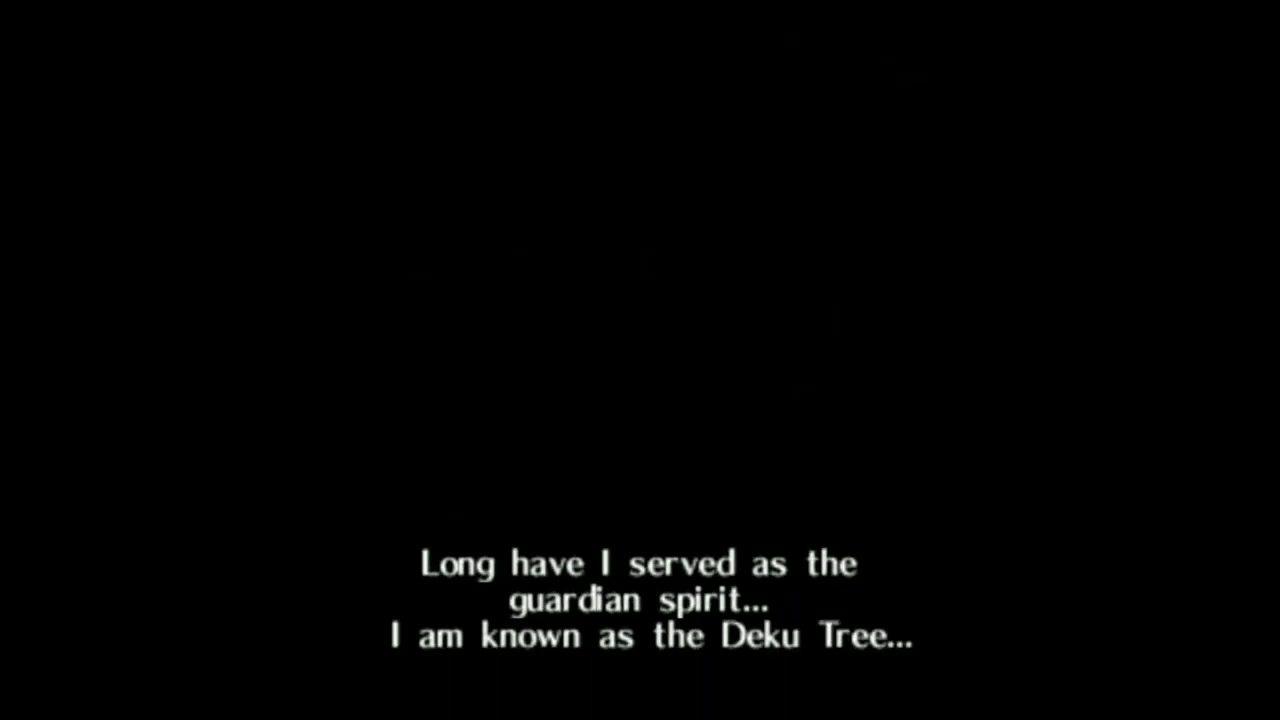 Long have I served as the
guardian spirit...
I am known as the Deku Tree...